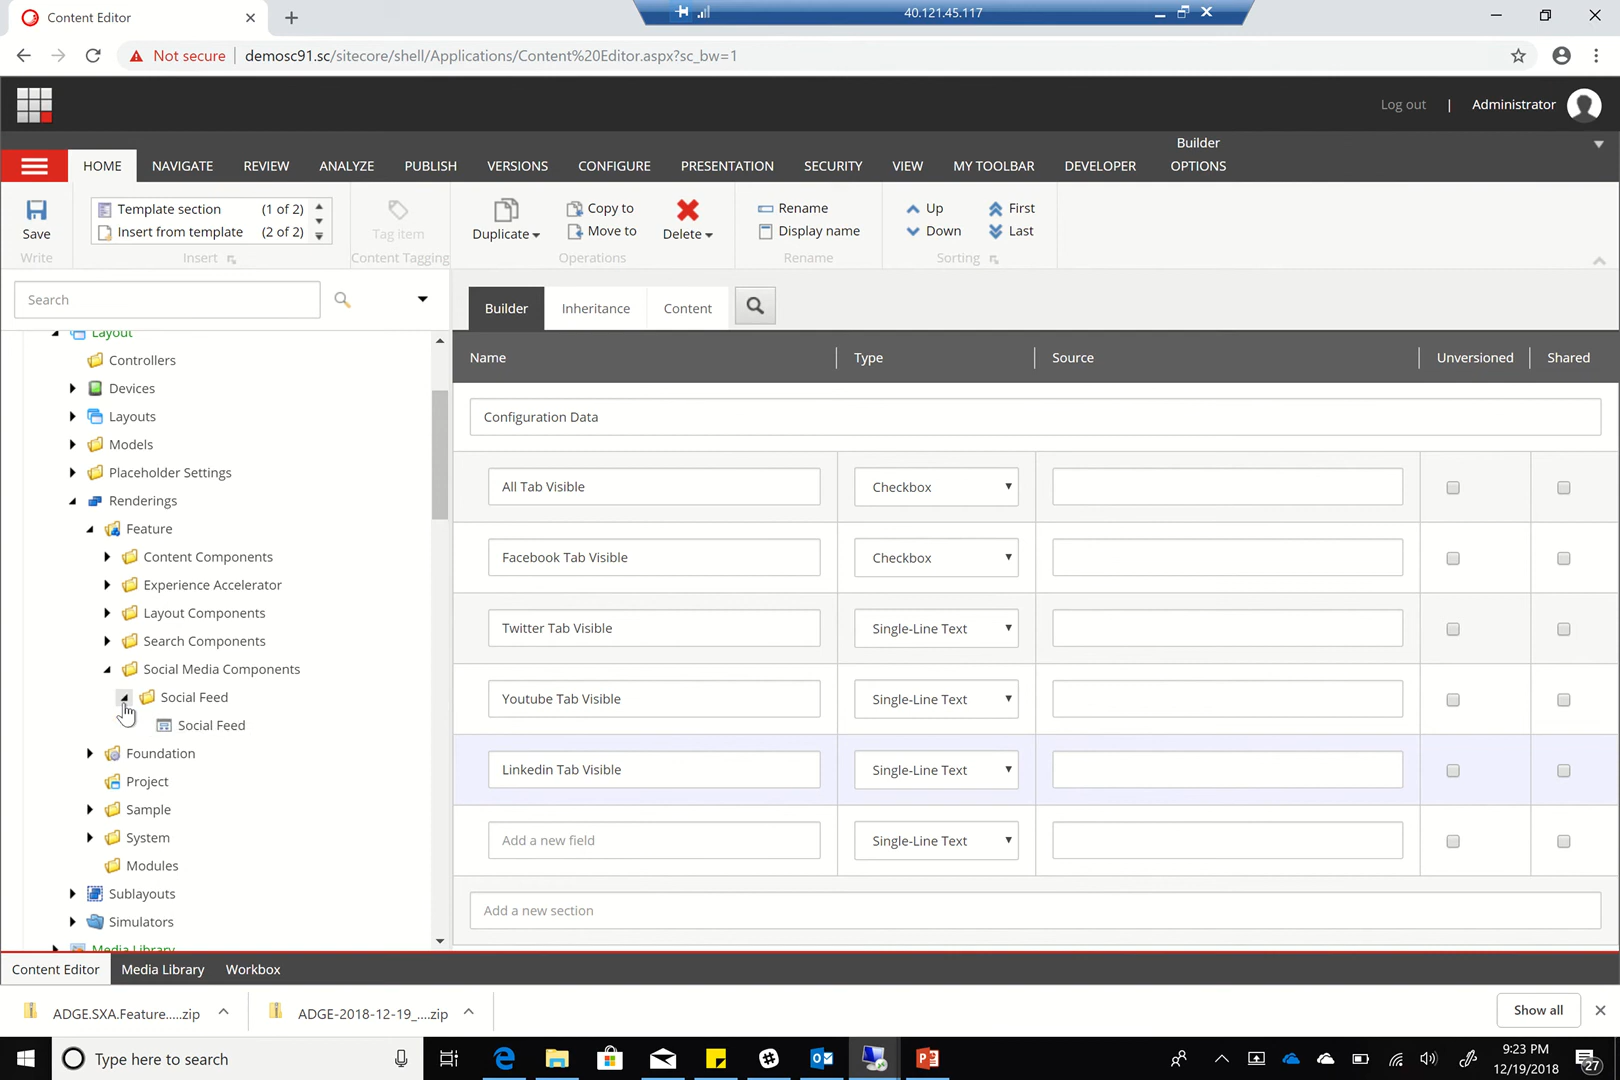 Content Editor
40.121.45.117
Not secure
demosc91.sc/sitecore/shell/Applications/Content%20Editor.aspx?sc_bw=1
Log out | Administrator
Builder
HOME NAVIGATE REVIEW ANALYZE PUBLISH VERSIONS CONFIGURE PRESENTATION SECURITY VIEW MY TOOLBAR DEVELOPER OPTIONS
Save
Write
Template section (1 of 2)
Insert from template (2 of 2)
Insert
Tag item
Content Tagging
Duplicate
Copy to
Move to
Delete
Operations
Rename
Display name
Rename
Up
Down
First
Last
Sorting
Search
Builder Inheritance Content
Layout
Controllers
Devices
Layouts
Models
Placeholder Settings
Renderings
Feature
Content Components
Experience Accelerator
Layout Components
Search Components
Social Media Components
Social Feed
Social Feed
Foundation
Project
Sample
System
Modules
Sublayouts
Simulators
Media Library
Name Type Source Unversioned Shared
Configuration Data
All Tab Visible Checkbox
Facebook Tab Visible Checkbox
Twitter Tab Visible Single-Line Text
Youtube Tab Visible Single-Line Text
Linkedin Tab Visible Single-Line Text
Add a new field Single-Line Text
Add a new section
Content Editor Media Library Workbox
ADGE.SXA.Feature.....zip
ADGE-2018-12-19_....zip
Show all
Type here to search
9:23 PM
12/19/2018
27